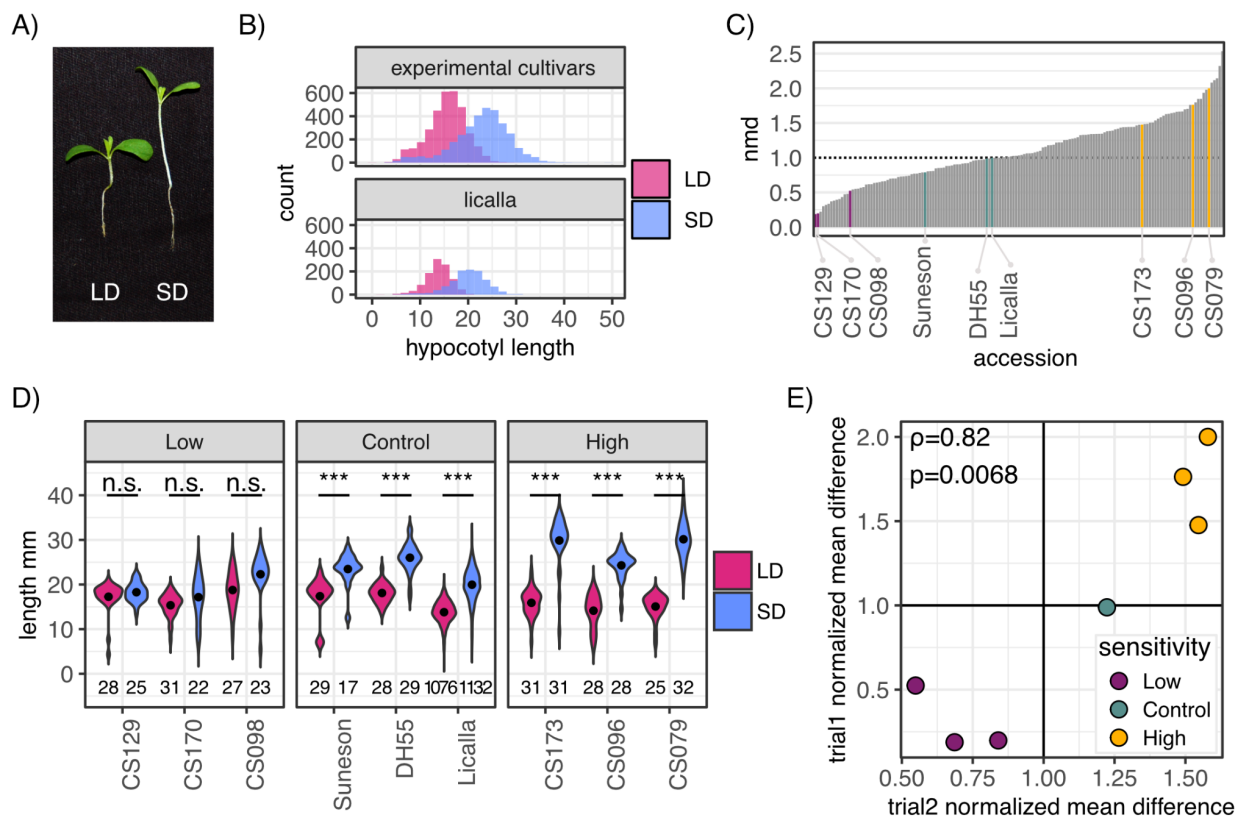 A)
LD SD
B)
experimental cultivars
600
400
200
0
licalla
600
400
200
0
count
0 10 20 30 40 50
hypocotyl length
LD
SD
C)
2.5
2.0
1.5
1.0
0.5
0.0
nmd
CS129 CS170 CS098 Suneson DH55 Licalla CS173 CS096 CS079
accession
D)
Low Control High
n.s. n.s. n.s. *** *** *** *** *** ***
40
30
20
10
0
length mm
28 25 31 22 27 23 29 17 28 29 1076 1132 31 31 28 28 25 32
CS129 CS170 CS098 Suneson DH55 Licalla CS173 CS096 CS079
LD
SD
E)
ρ=0.82
p=0.0068
2.0
1.5
1.0
0.5
trial1 normalized mean difference
sensitivity
Low
Control
High
0.50 0.75 1.00 1.25 1.50
trial2 normalized mean difference